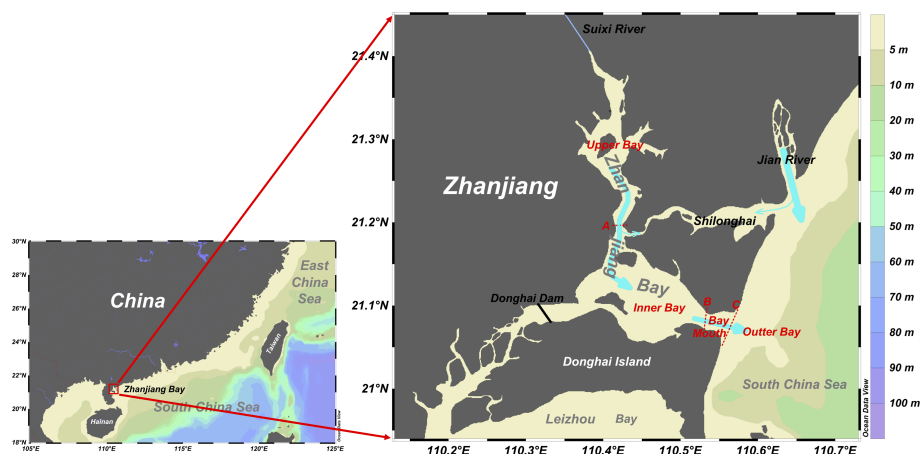 30°N
28°N
26°N
24°N
22°N
20°N
18°N
105°E
110°E
115°E
120°E
125°E
China
East
China
Sea
Taiwan
Zhanjiang Bay
South China Sea
Hainan
Ocean Data View
21.4°N
21.3°N
21.2°N
21.1°N
21°N
110.2°E
110.3°E
110.4°E
110.5°E
110.6°E
110.7°E
Suixi River
Upper Bay
Zhan
jiang
Bay
Jian River
Zhanjiang
A
Shilonghai
Donghai Dam
Inner Bay
B
C
Bay
Mouth
Outter Bay
Donghai Island
South China Sea
Leizhou Bay
Ocean Data View
5 m
10 m
20 m
30 m
40 m
50 m
60 m
70 m
80 m
90 m
100 m